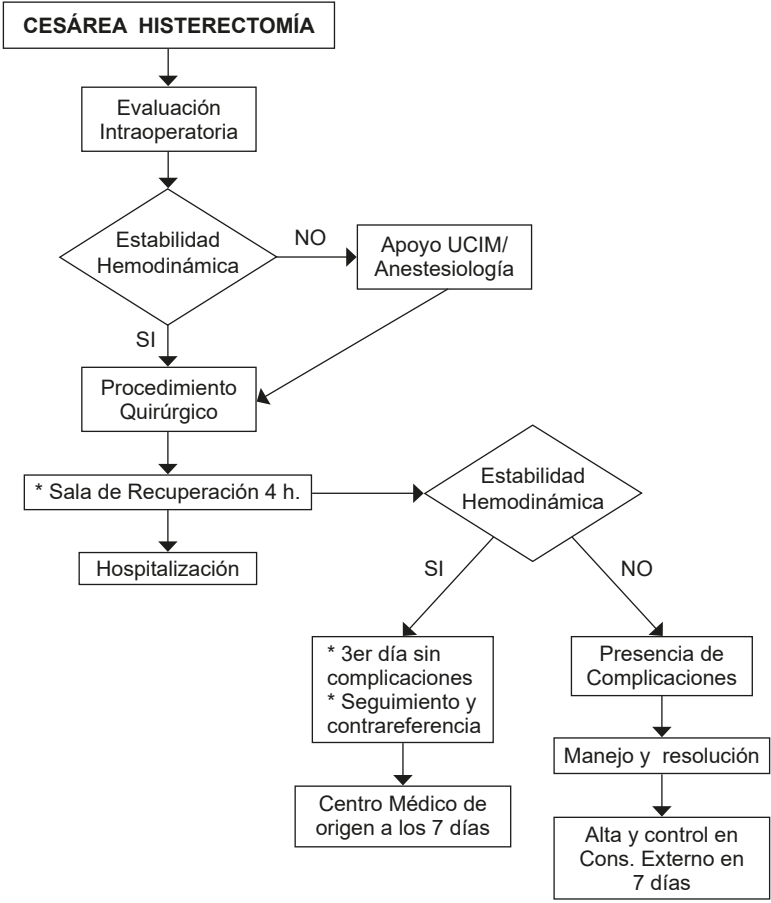 CESÁREA HISTERECTOMÍA
Evaluación
Intraoperatoria
Estabilidad
Hemodinámica
NO
Apoyo UCIM/
Anestesiología
SI
Procedimiento
Quirúrgico
* Sala de Recuperación 4 h.
Hospitalización
Estabilidad
Hemodinámica
SI
NO
* 3er día sin
complicaciones
* Seguimiento y
contrareferencia
Centro Médico de
origen a los 7 días
Presencia de
Complicaciones
Manejo y resolución
Alta y control en
Cons. Externo en
7 días